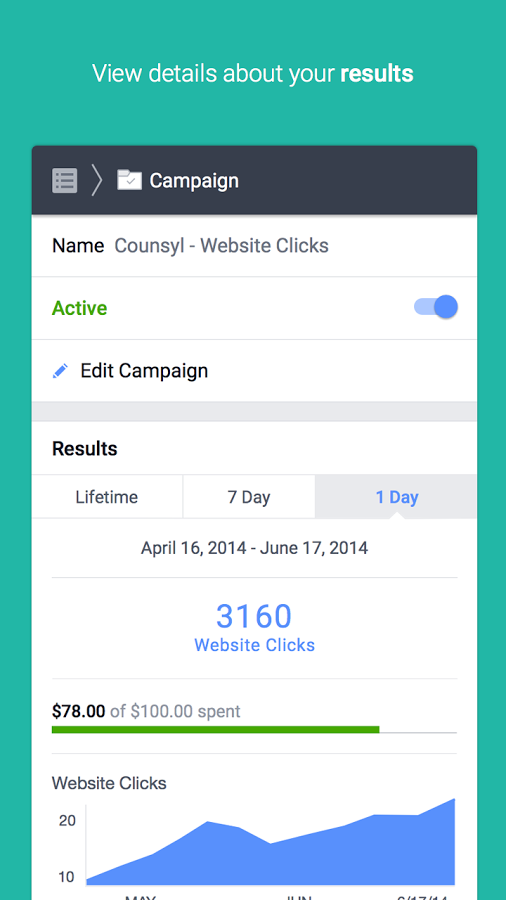 View details about your results
Campaign
Name Counsyl - Website Clicks
Active
Edit Campaign
Results
Lifetime 7 Day 1 Day
April 16, 2014 - June 17, 2014
3160
Website Clicks
$78.00 of $100.00 spent
Website Clicks
20
10
MAY JUN 6/17/14